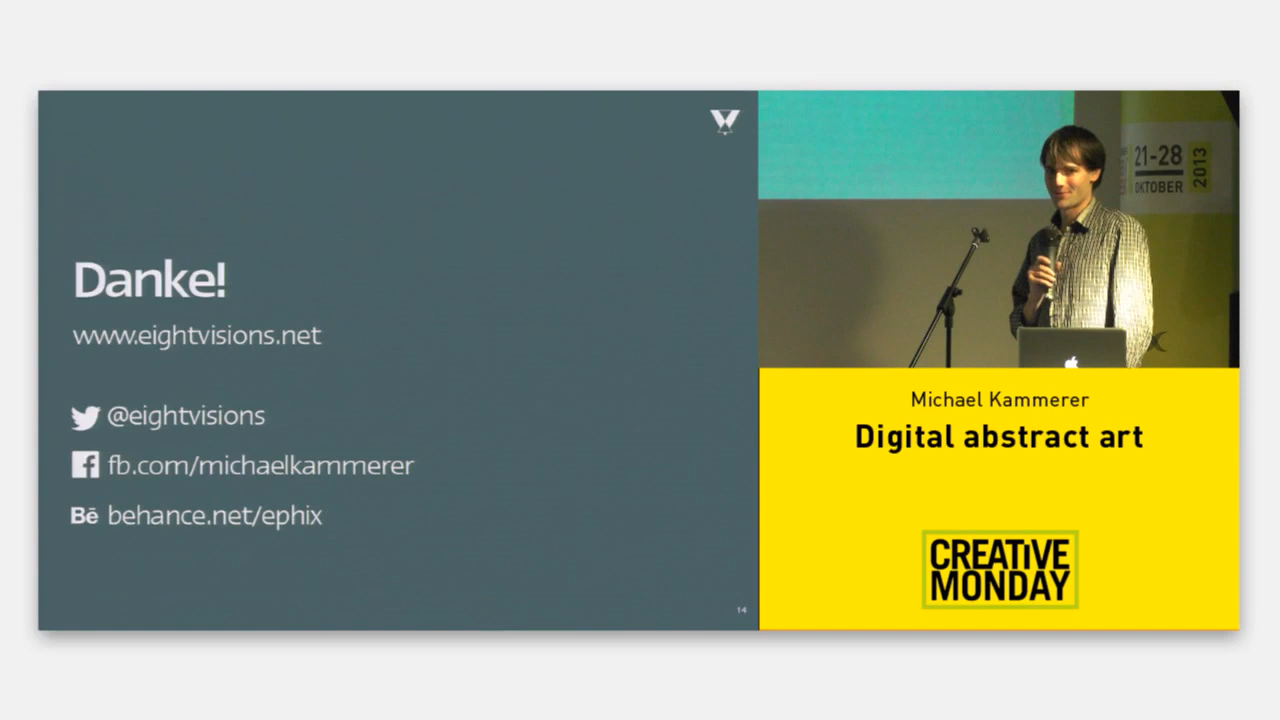 Danke!
www.eightvisions.net
@eightvisions
fb.com/michaelkammerer
Bē behance.net/ephix
14
21-28
OKTOBER
2013
Michael Kammerer
Digital abstract art
CREATIVE
MONDAY